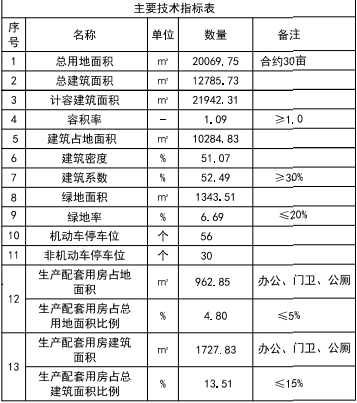 主要技术指标表
序号 名称 单位 数量 备注
1 总用地面积 ㎡ 20069.75 合约30亩
2 总建筑面积 ㎡ 12785.73
3 计容建筑面积 ㎡ 21942.31
4 容积率 - 1.09 ≥1.0
5 建筑占地面积 ㎡ 10284.83
6 建筑密度 % 51.07
7 建筑系数 % 52.49 ≥30%
8 绿地面积 ㎡ 1343.51
9 绿地率 % 6.69 ≤20%
10 机动车停车位 个 56
11 非机动车停车位 个 30
12 生产配套用房占地面积 ㎡ 962.85 办公、门卫、公厕
生产配套用房占总用地面积比例 % 4.80 ≤5%
13 生产配套用房建筑面积 ㎡ 1727.83 办公、门卫、公厕
生产配套用房占总建筑面积比例 % 13.51 ≤15%